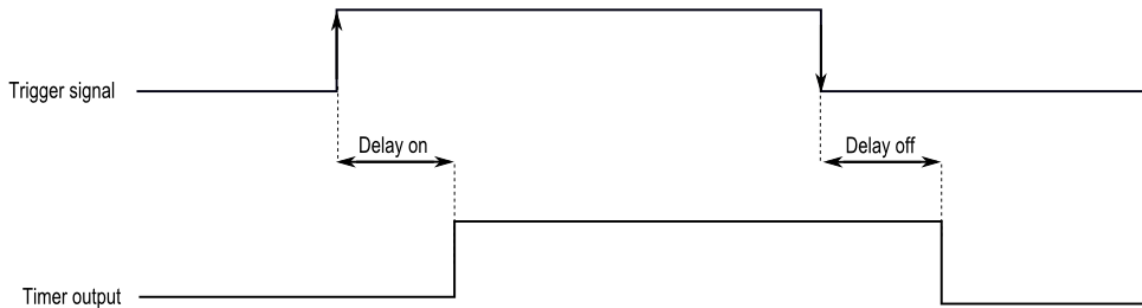 Trigger signal
Delay on
Delay off
Timer output